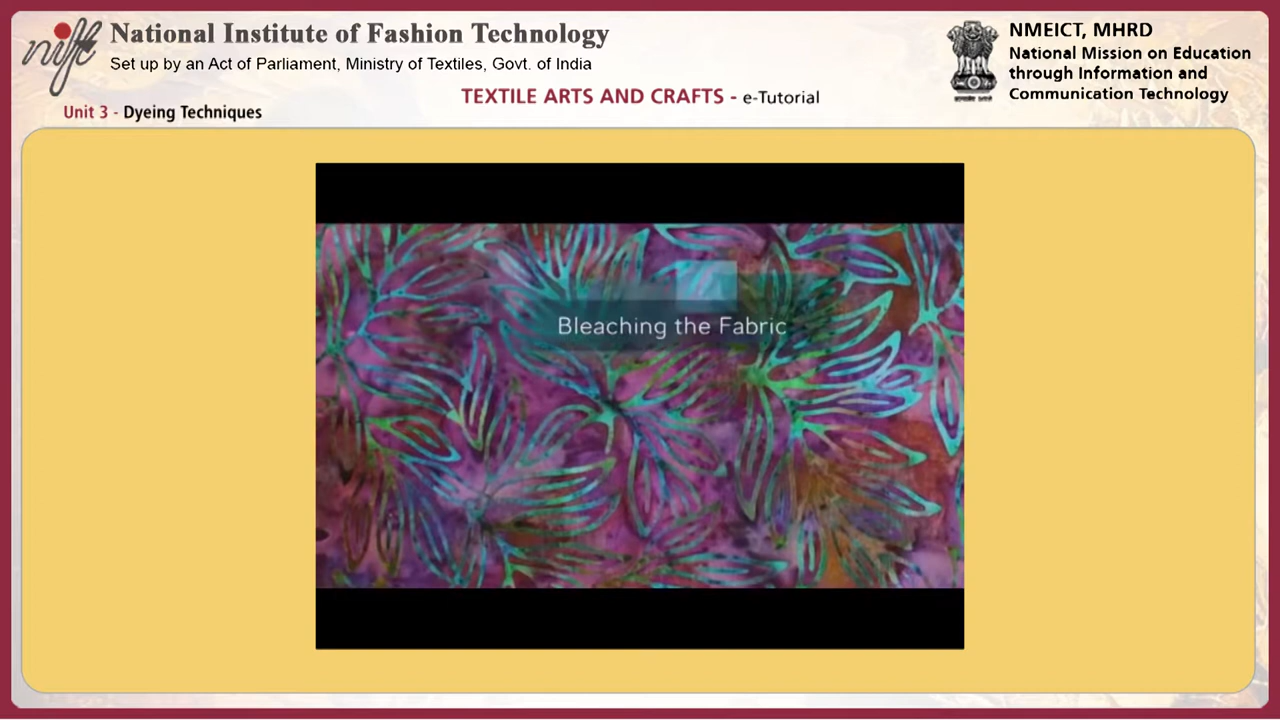 nift
National Institute of Fashion Technology
Set up by an Act of Parliament, Ministry of Textiles, Govt. of India
NMEICT, MHRD
National Mission on Education
through Information and
Communication Technology
TEXTILE ARTS AND CRAFTS - e-Tutorial
Unit 3 - Dyeing Techniques
Bleaching the Fabric